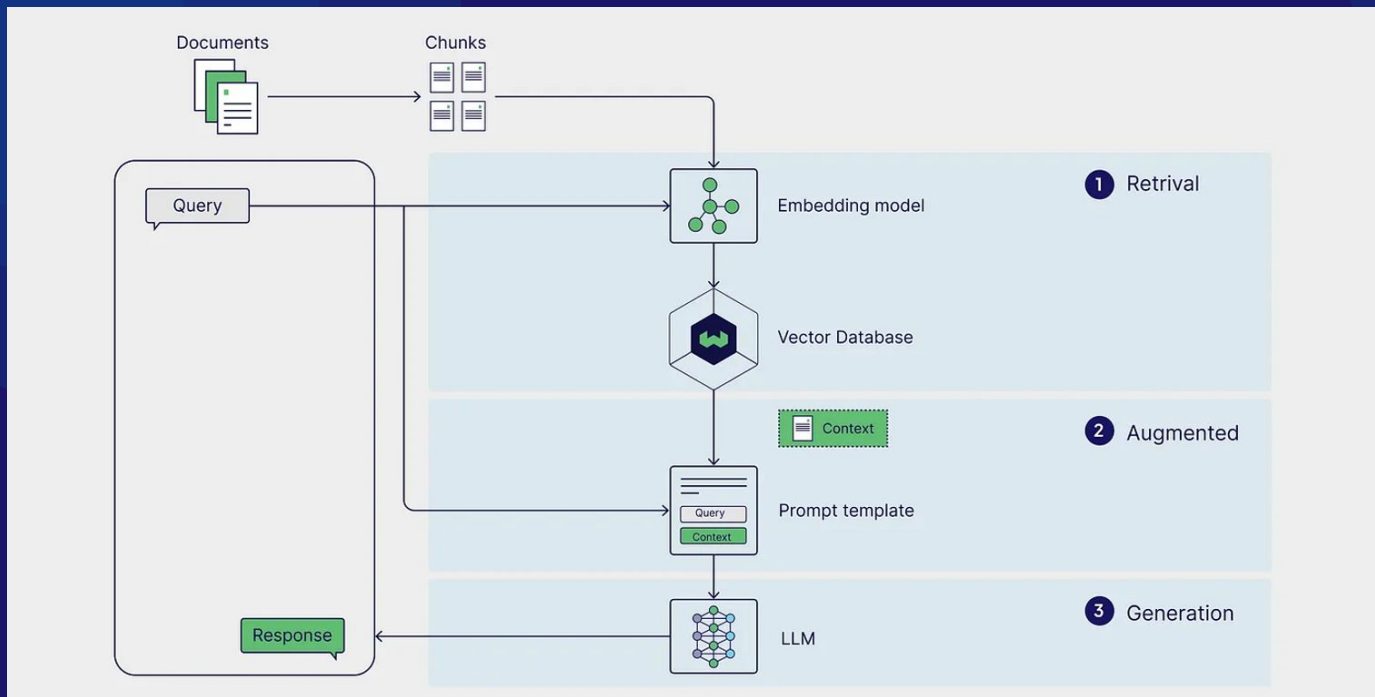 Documents
Chunks
Query
Embedding model
1 Retrival
Vector Database
Context
2 Augmented
Query
Context
Prompt template
3 Generation
Response
LLM